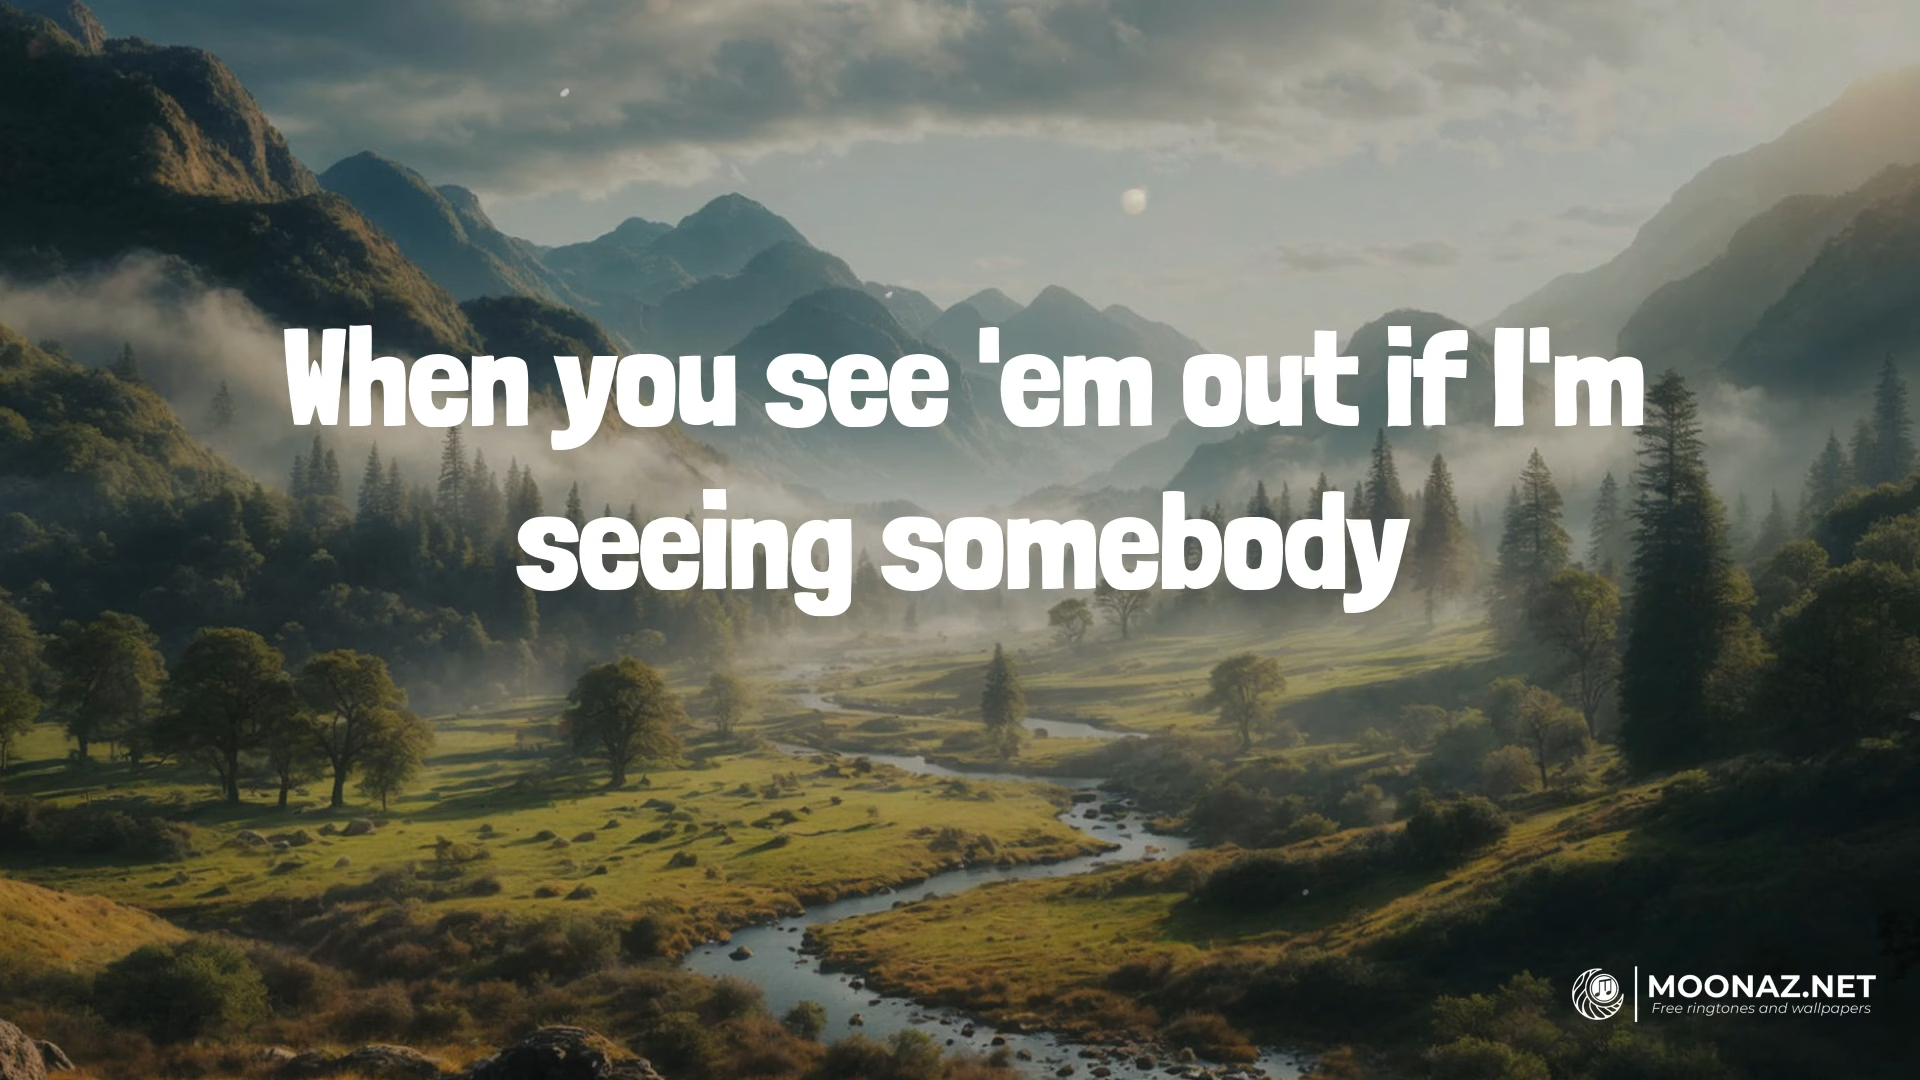 When you see 'em out if I'm
seeing somebody
MOONAZ.NET
Free ringtones and wallpapers